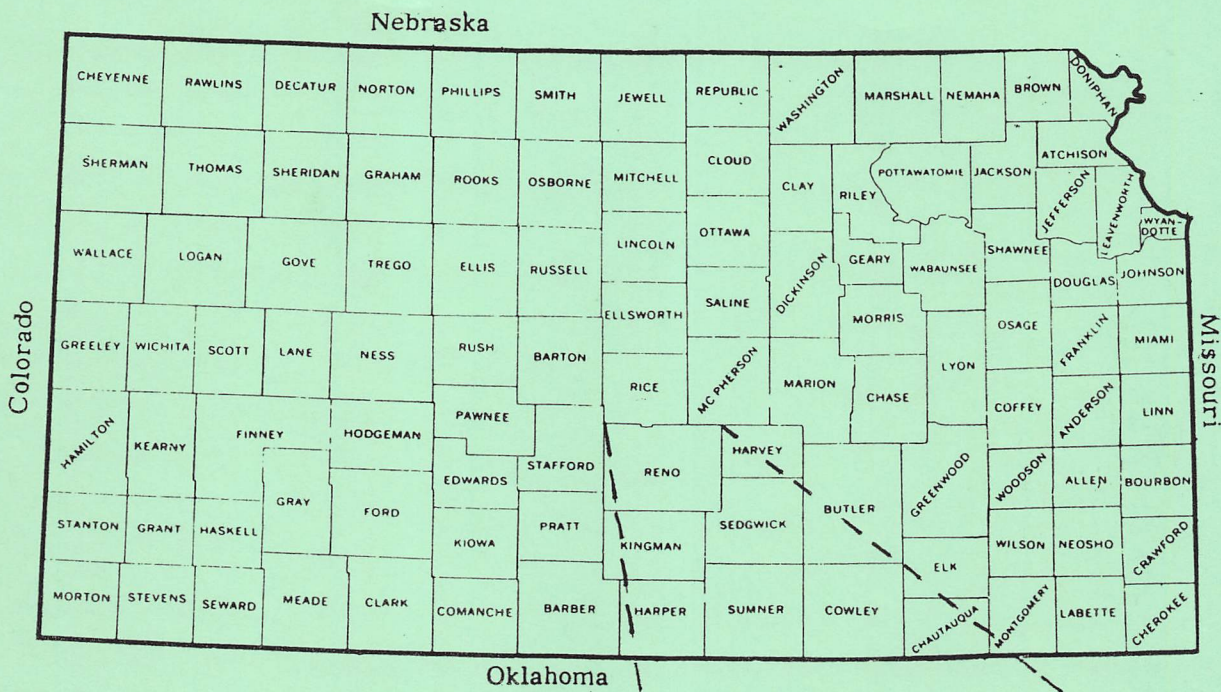 Nebraska
CHEYENNE RAWLINS DECATUR NORTON PHILLIPS SMITH JEWELL REPUBLIC WASHINGTON MARSHALL NEMAHA BROWN DONIPHAN
SHERMAN THOMAS SHERIDAN GRAHAM ROOKS OSBORNE MITCHELL CLOUD CLAY RILEY POTTAWATOMIE JACKSON ATCHISON JEFFERSON LEAVENWORTH WYAN-
DOTTE
WALLACE LOGAN GOVE TREGO ELLIS RUSSELL LINCOLN OTTAWA DICKINSON GEARY WABAUNSEE SHAWNEE DOUGLAS JOHNSON
Colorado
GREELEY WICHITA SCOTT LANE NESS RUSH BARTON ELLSWORTH SALINE MORRIS OSAGE FRANKLIN MIAMI
Missouri
HAMILTON KEARNY FINNEY HODGEMAN PAWNEE RICE MC PHERSON MARION CHASE LYON COFFEY ANDERSON LINN
GRAY EDWARDS STAFFORD RENO HARVEY BUTLER GREENWOOD WOODSON ALLEN BOURBON
STANTON GRANT HASKELL FORD KIOWA PRATT KINGMAN SEDGWICK ELK WILSON NEOSHO CRAWFORD
MORTON STEVENS SEWARD MEADE CLARK COMANCHE BARBER HARPER SUMNER COWLEY CHAUTAUQUA MONTGOMERY LABETTE CHEROKEE
Oklahoma